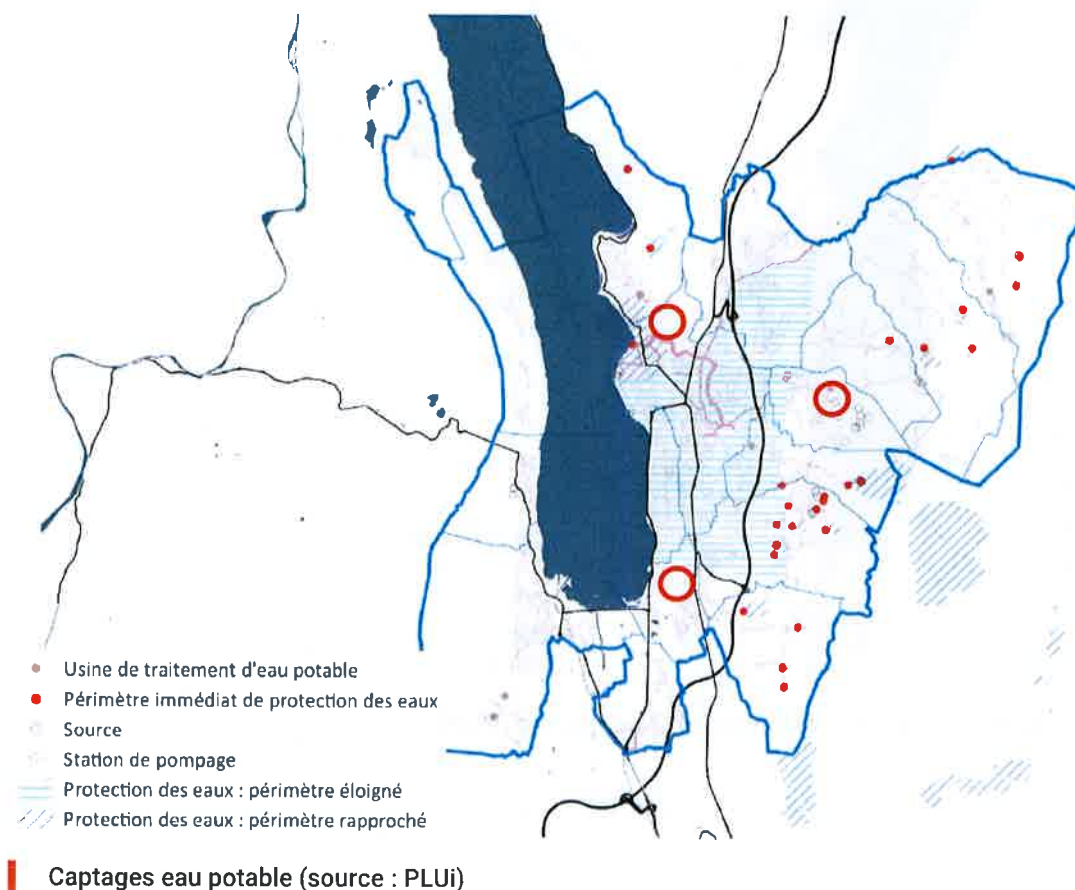 Usine de traitement d'eau potable
Périmètre immédiat de protection des eaux
Source
Station de pompage
Protection des eaux : périmètre éloigné
Protection des eaux : périmètre rapproché
Captages eau potable (source : PLUi)